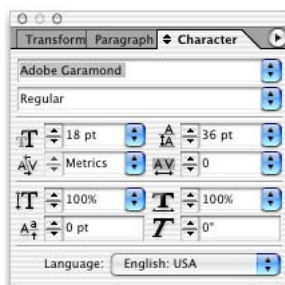 Transform Paragraph Character
Adobe Garamond
Regular
18 pt 36 pt
Metrics 0
100% 100%
0 pt 0°
Language: English: USA